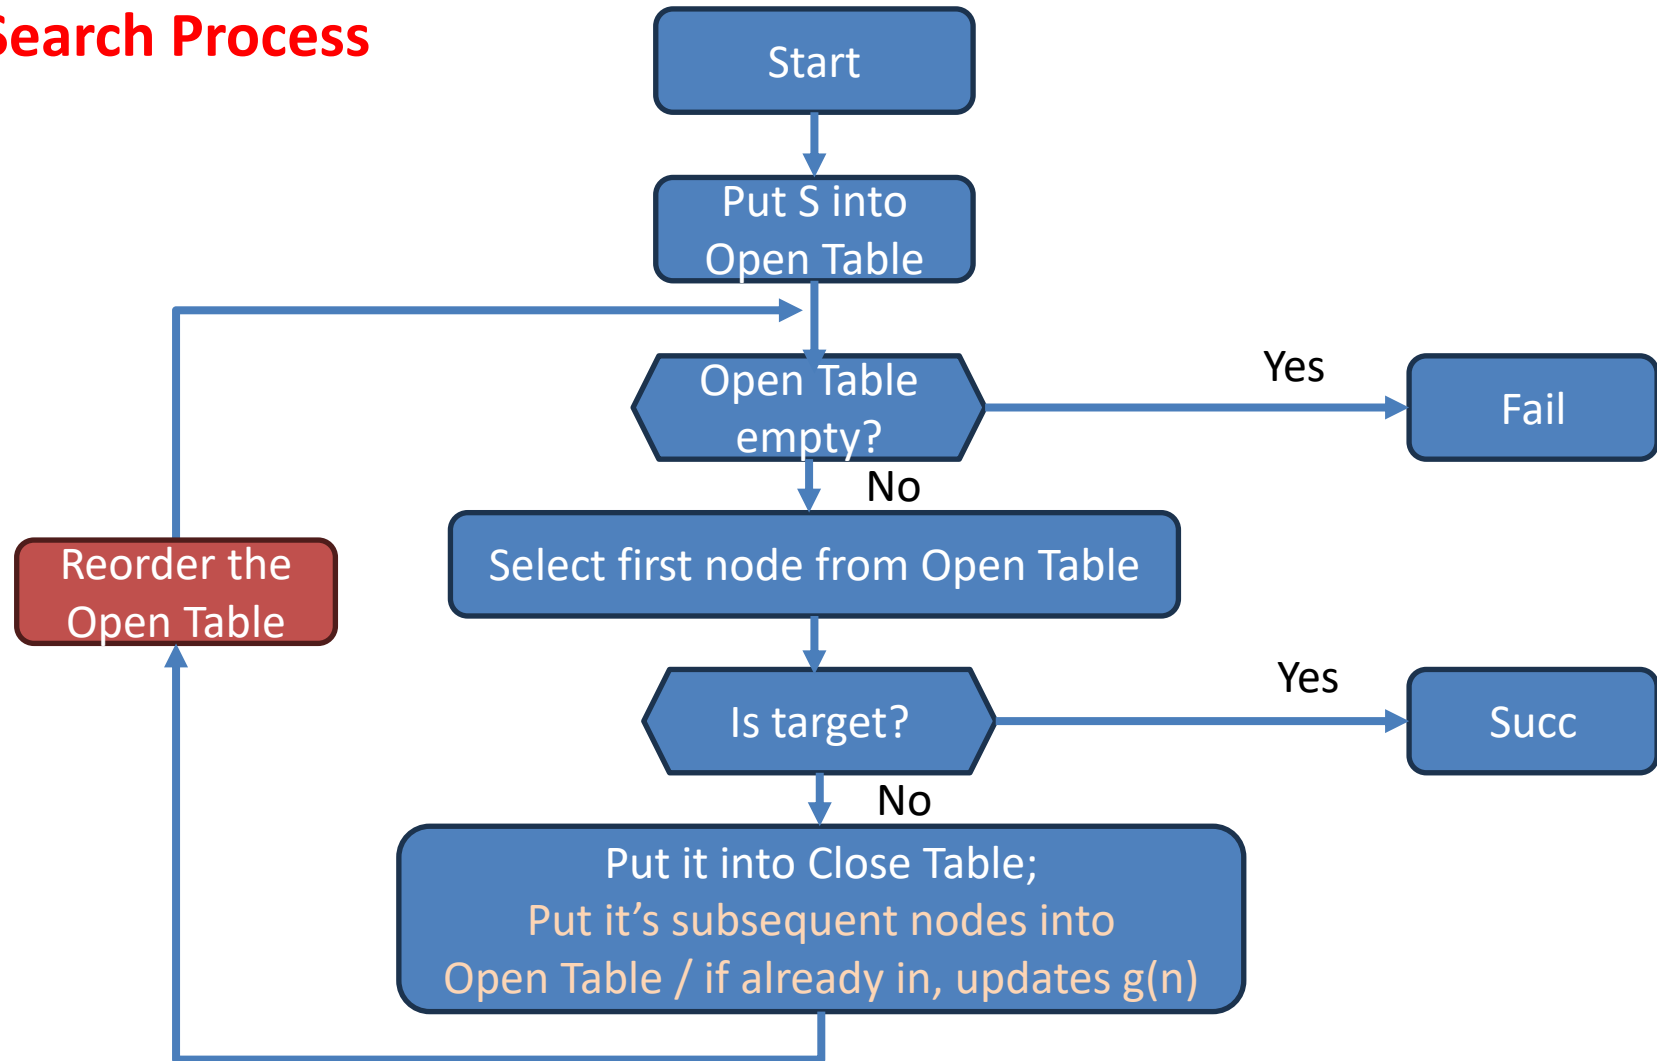 Search Process
Start
Put S into
Open Table
Open Table
empty?
Yes
Fail
No
Select first node from Open Table
Reorder the
Open Table
Is target?
Yes
Succ
No
Put it into Close Table;
Put it’s subsequent nodes into
Open Table / if already in, updates g(n)